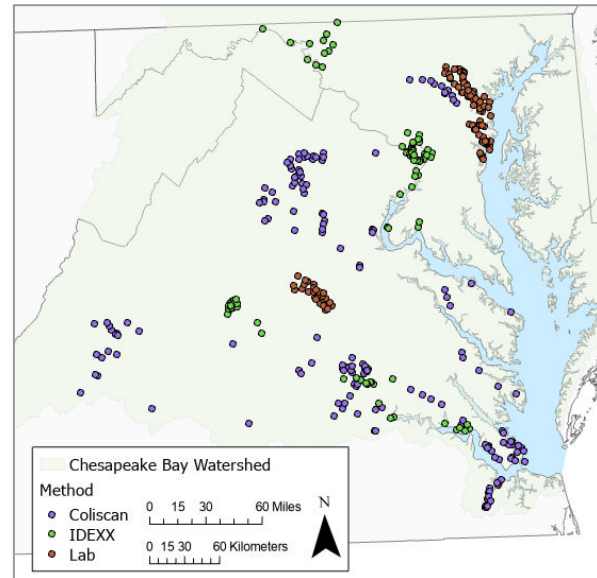 Chesapeake Bay Watershed
Method
Coliscan
IDEXX
Lab
0 15 30 60 Miles
0 15 30 60 Kilometers
N